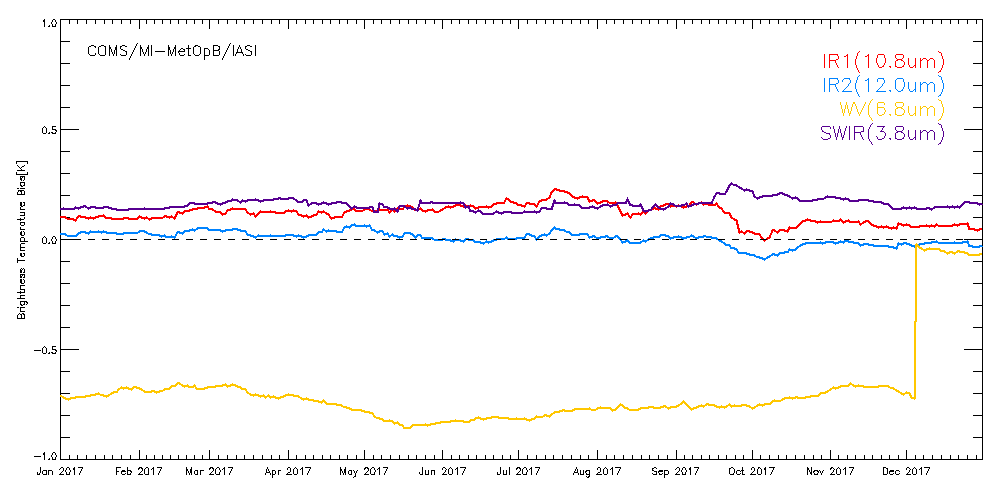 COMS/MI-MetOpB/IASI
IR1(10.8um)
IR2(12.0um)
WV(6.8um)
SWIR(3.8um)
Brightness Temperature Bias[K]
1.0
0.5
0.0
-0.5
-1.0
Jan 2017 Feb 2017 Mar 2017 Apr 2017 May 2017 Jun 2017 Jul 2017 Aug 2017 Sep 2017 Oct 2017 Nov 2017 Dec 2017